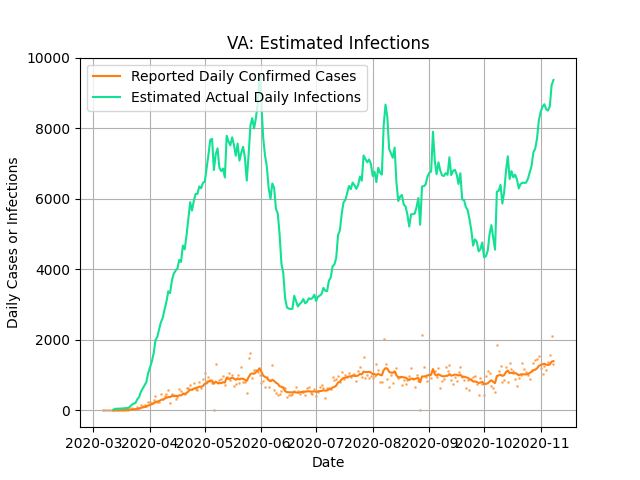 VA: Estimated Infections
Reported Daily Confirmed Cases
Estimated Actual Daily Infections
Daily Cases or Infections
10000
8000
6000
4000
2000
0
2020-03 2020-04 2020-05 2020-06 2020-07 2020-08 2020-09 2020-10 2020-11
Date